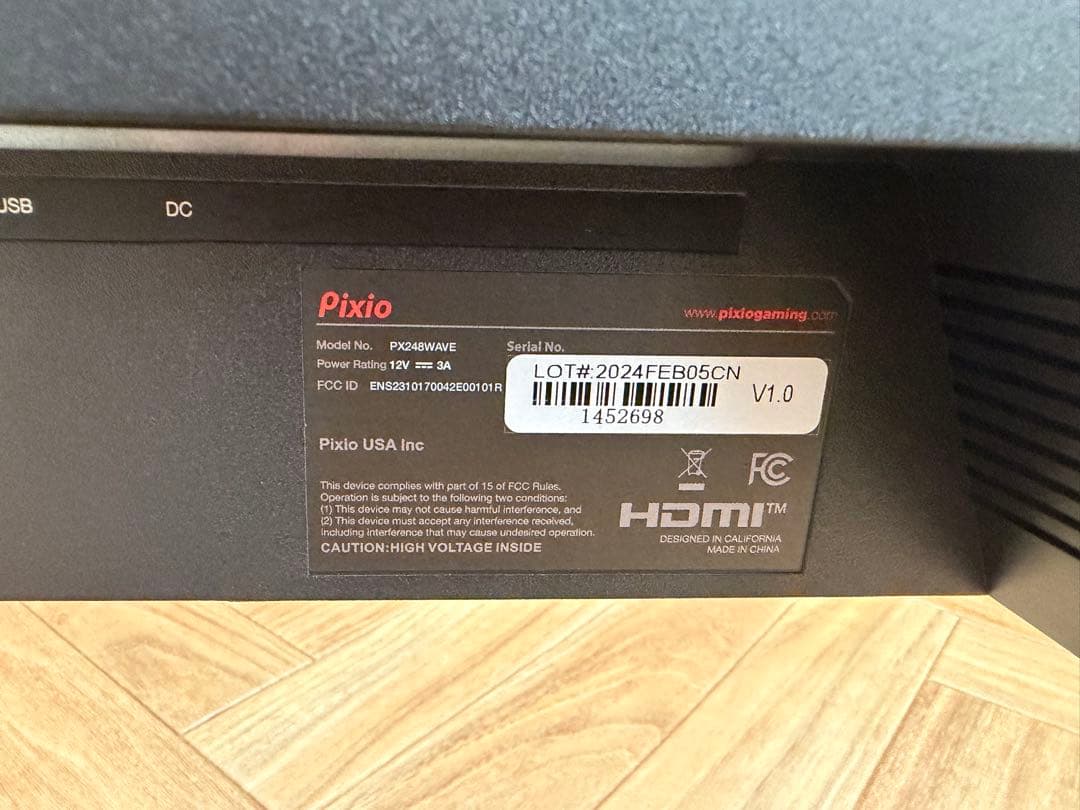 USB
DC
Pixio
www.pixiogaming.com
Model No. PX248WAVE
Power Rating 12V ⎓ 3A
FCC ID ENS2310170042E00101R
Serial No.
LOT#:2024FEB05CN
V1.0
1452698
Pixio USA Inc
This device complies with part of 15 of FCC Rules.
Operation is subject to the following two conditions:
(1) This device may not cause harmful interference, and
(2) This device must accept any interference received,
including interference that may cause undesired operation.
CAUTION:HIGH VOLTAGE INSIDE
FC
HDMI™
DESIGNED IN CALIFORNIA
MADE IN CHINA